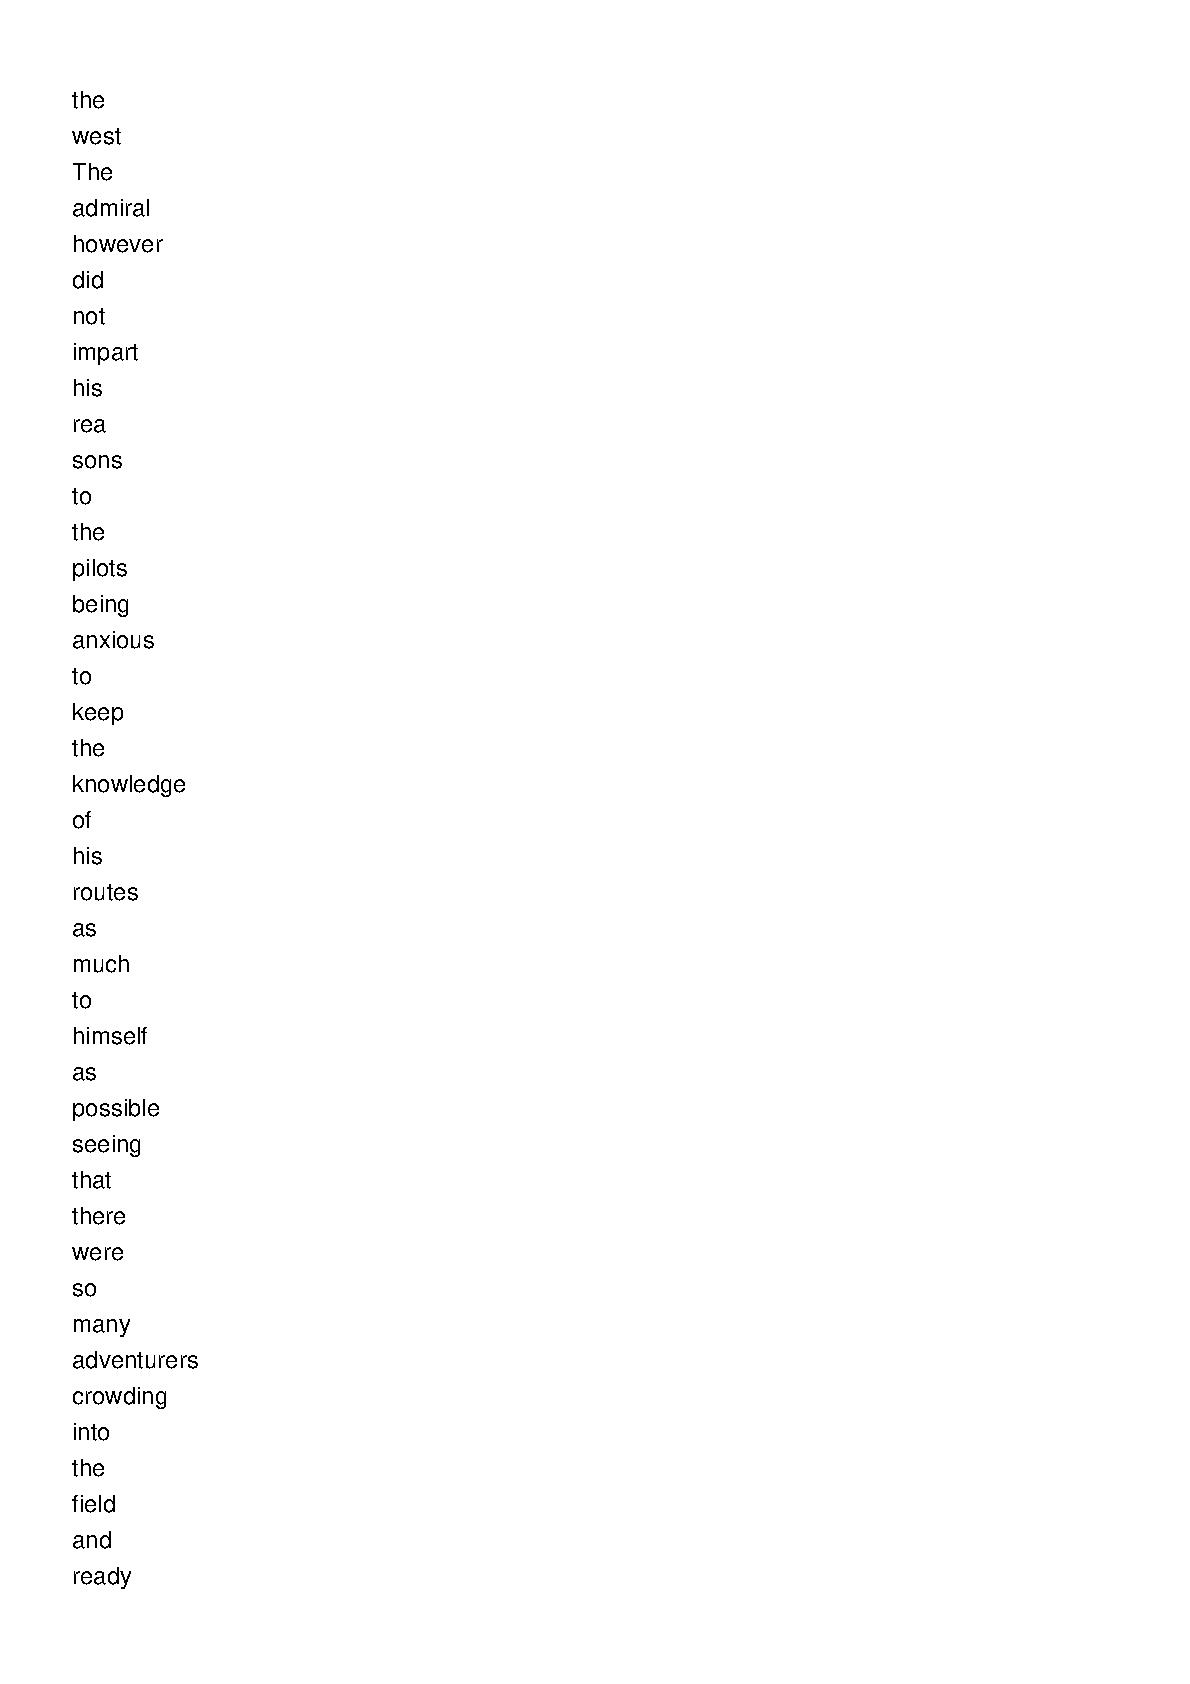 the
west
The
admiral
however
did
not
impart
his
rea
sons
to
the
pilots
being
anxious
to
keep
the
knowledge
of
his
routes
as
much
to
himself
as
possible
seeing
that
there
were
so
many
adventurers
crowding
into
the
field
and
ready